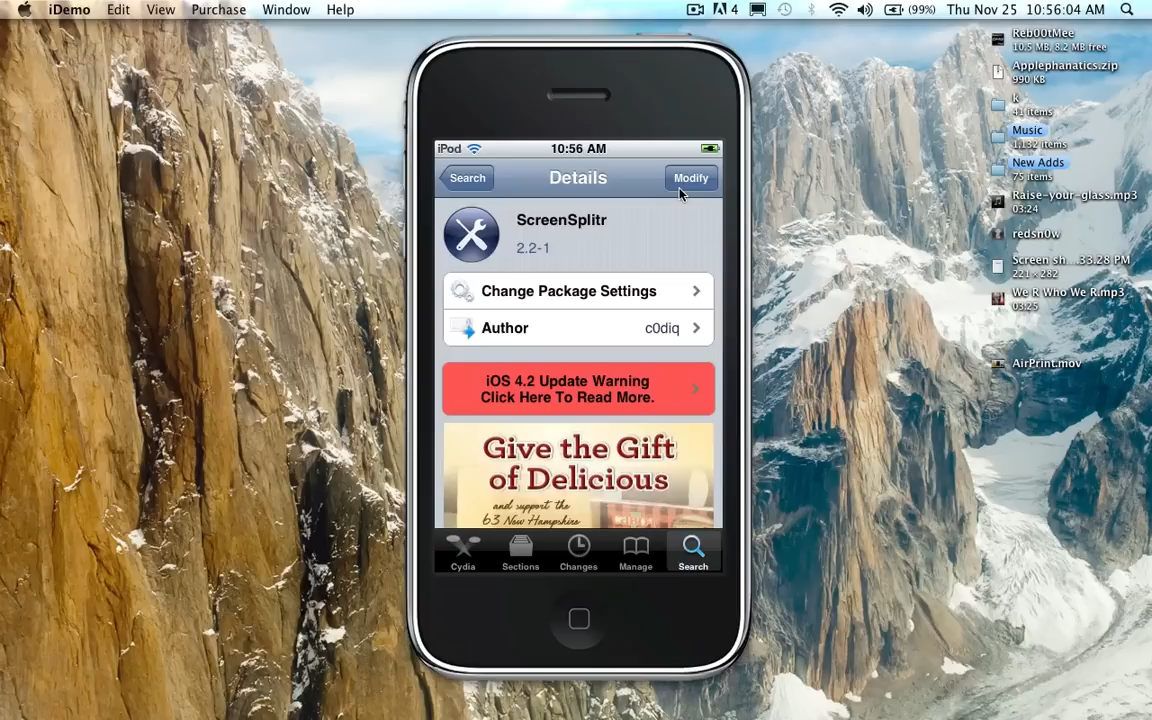 iDemo Edit View Purchase Window Help
4 (99%) Thu Nov 25 10:56:04 AM
Reb00tMee
10.5 MB, 8.2 MB free
Applephanatics.zip
990 KB
k
41 items
Music
1,132 items
New Adds
75 items
Raise-your-glass.mp3
03:24
redsn0w
Screen sh....33.28 PM
221 × 282
We R Who We R.mp3
03:25
AirPrint.mov
iPod 10:56 AM
Search Details Modify
ScreenSplitr
2.2-1
Change Package Settings
Author c0diq
iOS 4.2 Update Warning
Click Here To Read More.
Give the Gift
of Delicious
and support the
63 New Hampshire
Cydia Sections Changes Manage Search